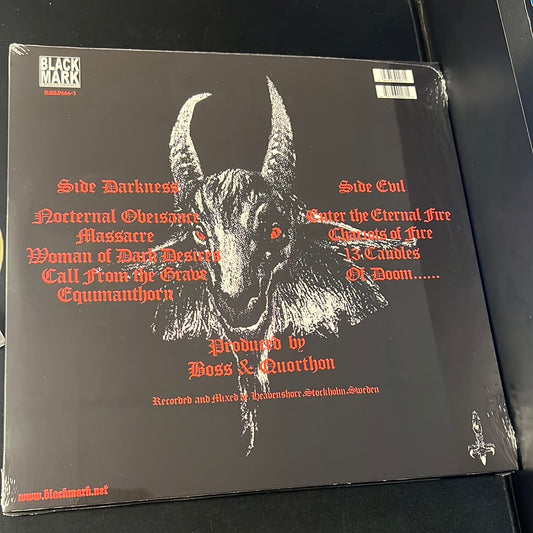 BLACK
MARK
BMLP666-3
Side Darkness
Nocternal Obeisance
Massacre
Woman of Dark Desires
Call From the Grave
Equimanthorn
Side Evil
Enter the Eternal Fire
Chariots of Fire
13 Candles
Of Doom......
Produced by
Boss & Quorthon
Recorded and Mixed at Heavenshore.Stockholm.Sweden
www.blackmark.net